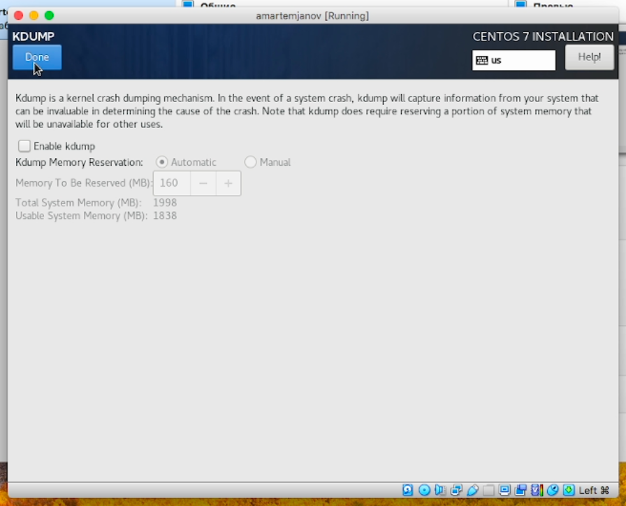 Общие
amartemjanov [Running]
KDUMP
CENTOS 7 INSTALLATION
Done
us
Help!
Kdump is a kernel crash dumping mechanism. In the event of a system crash, kdump will capture information from your system that
can be invaluable in determining the cause of the crash. Note that kdump does require reserving a portion of system memory that
will be unavailable for other uses.
Enable kdump
Kdump Memory Reservation:
Automatic
Manual
Memory To Be Reserved (MB):
160
−
+
Total System Memory (MB): 1998
Usable System Memory (MB): 1838
Left ⌘